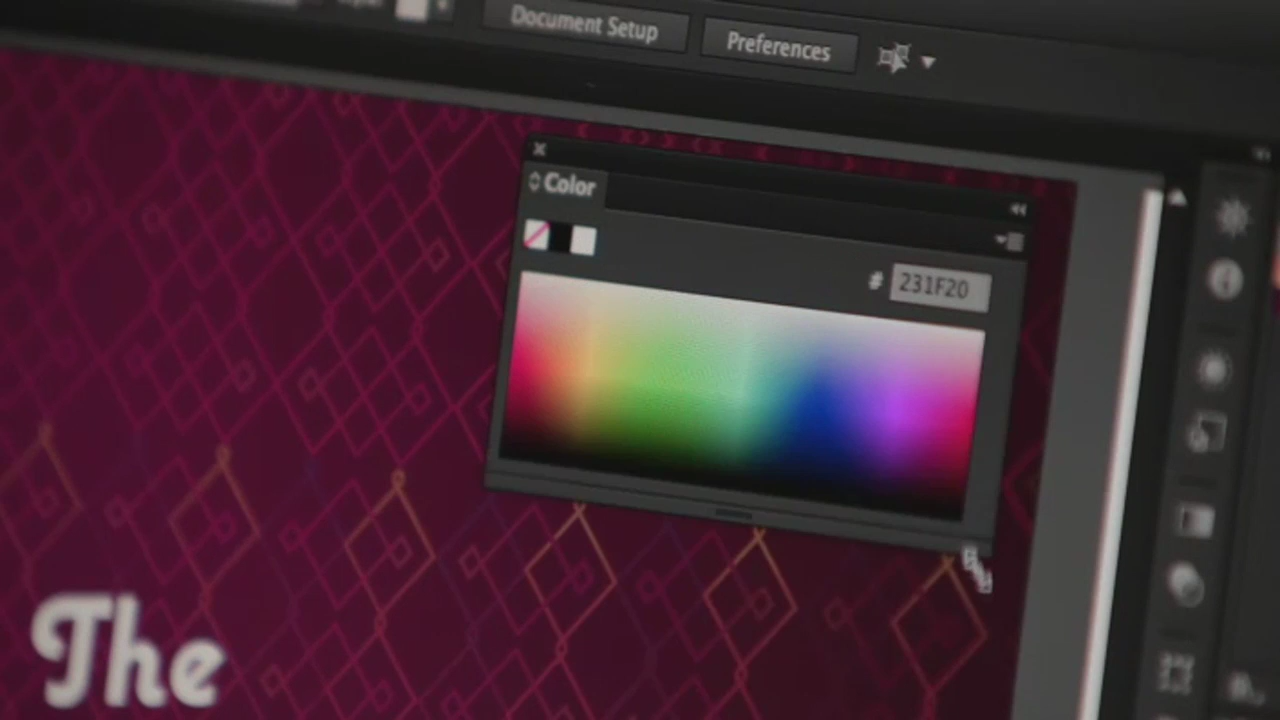 Document Setup
Preferences
Color
# 231F20
The